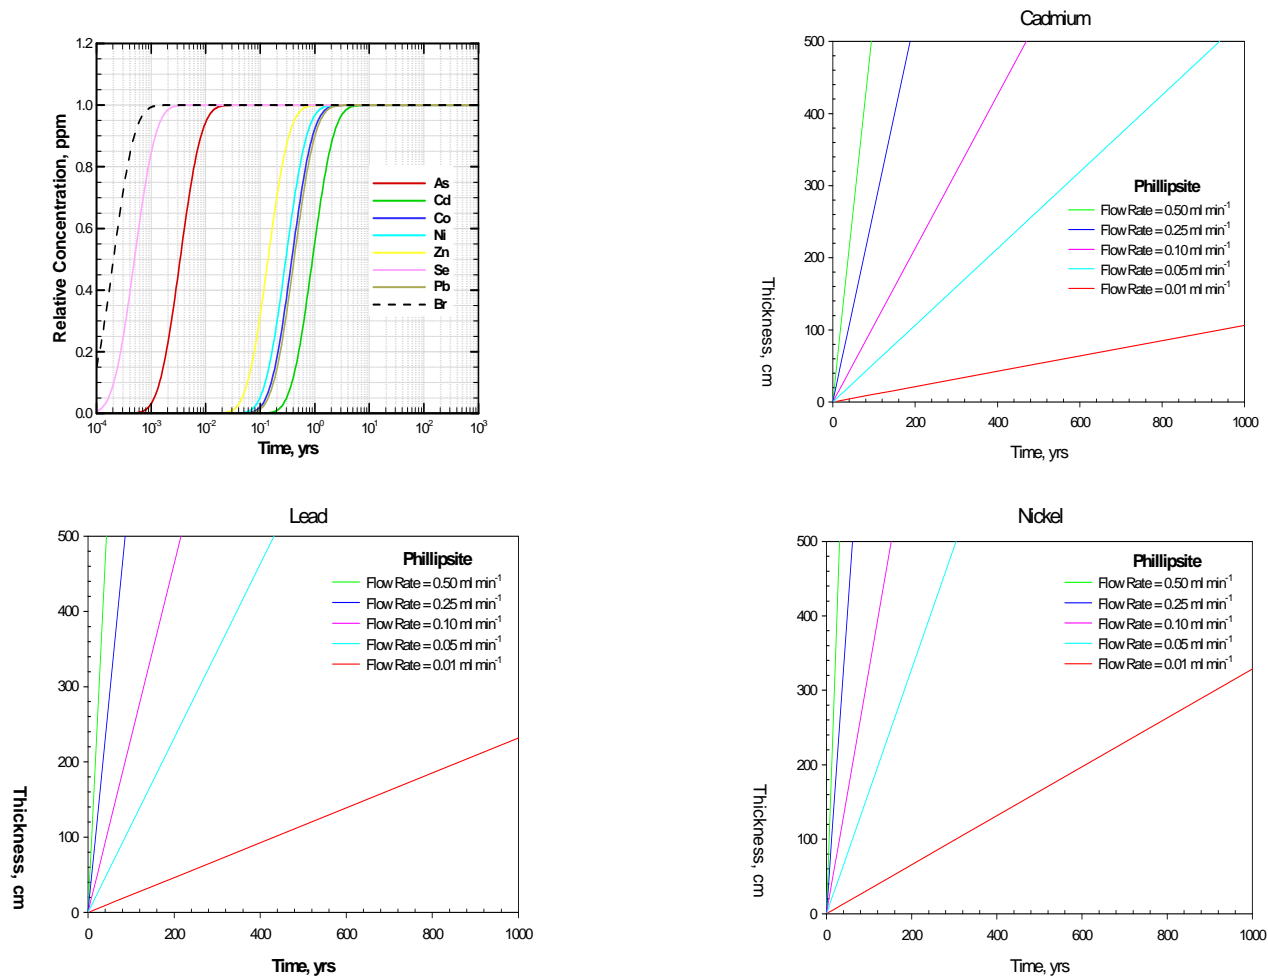 1.2
1.0
0.8
0.6
0.4
0.2
0.0
Relative Concentration, ppm
As
Cd
Co
Ni
Zn
Se
Pb
Br
10⁻⁴ 10⁻³ 10⁻² 10⁻¹ 10⁰ 10¹ 10² 10³
Time, yrs
Cadmium
500
400
300
200
100
0
Thickness, cm
Phillipsite
Flow Rate = 0.50 ml min⁻¹
Flow Rate = 0.25 ml min⁻¹
Flow Rate = 0.10 ml min⁻¹
Flow Rate = 0.05 ml min⁻¹
Flow Rate = 0.01 ml min⁻¹
0 200 400 600 800 1000
Time, yrs
Lead
500
400
300
200
100
0
Thickness, cm
Phillipsite
Flow Rate = 0.50 ml min⁻¹
Flow Rate = 0.25 ml min⁻¹
Flow Rate = 0.10 ml min⁻¹
Flow Rate = 0.05 ml min⁻¹
Flow Rate = 0.01 ml min⁻¹
0 200 400 600 800 1000
Time, yrs
Nickel
500
400
300
200
100
0
Thickness, cm
Phillipsite
Flow Rate = 0.50 ml min⁻¹
Flow Rate = 0.25 ml min⁻¹
Flow Rate = 0.10 ml min⁻¹
Flow Rate = 0.05 ml min⁻¹
Flow Rate = 0.01 ml min⁻¹
0 200 400 600 800 1000
Time, yrs